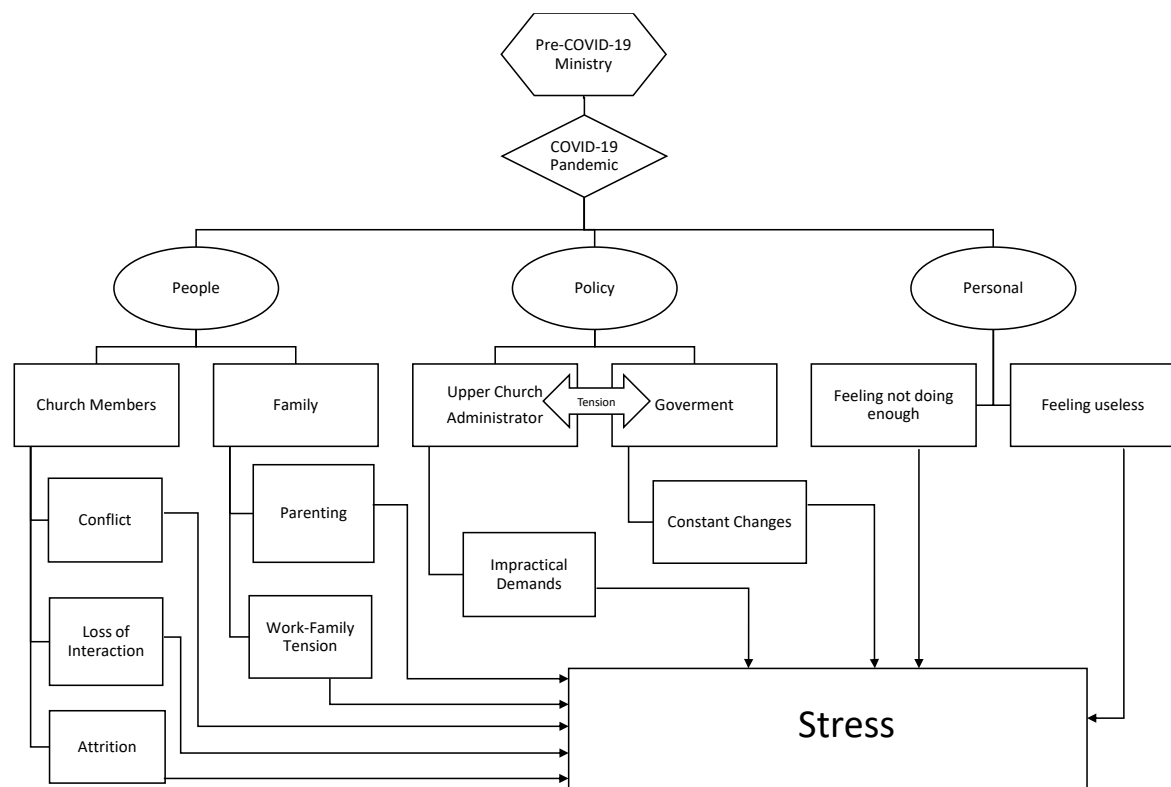 Pre-COVID-19
Ministry
COVID-19
Pandemic
People
Policy
Personal
Church Members
Family
Upper Church
Administrator
Tension
Goverment
Feeling not doing
enough
Feeling useless
Conflict
Parenting
Constant Changes
Impractical
Demands
Loss of
Interaction
Work-Family
Tension
Attrition
Stress